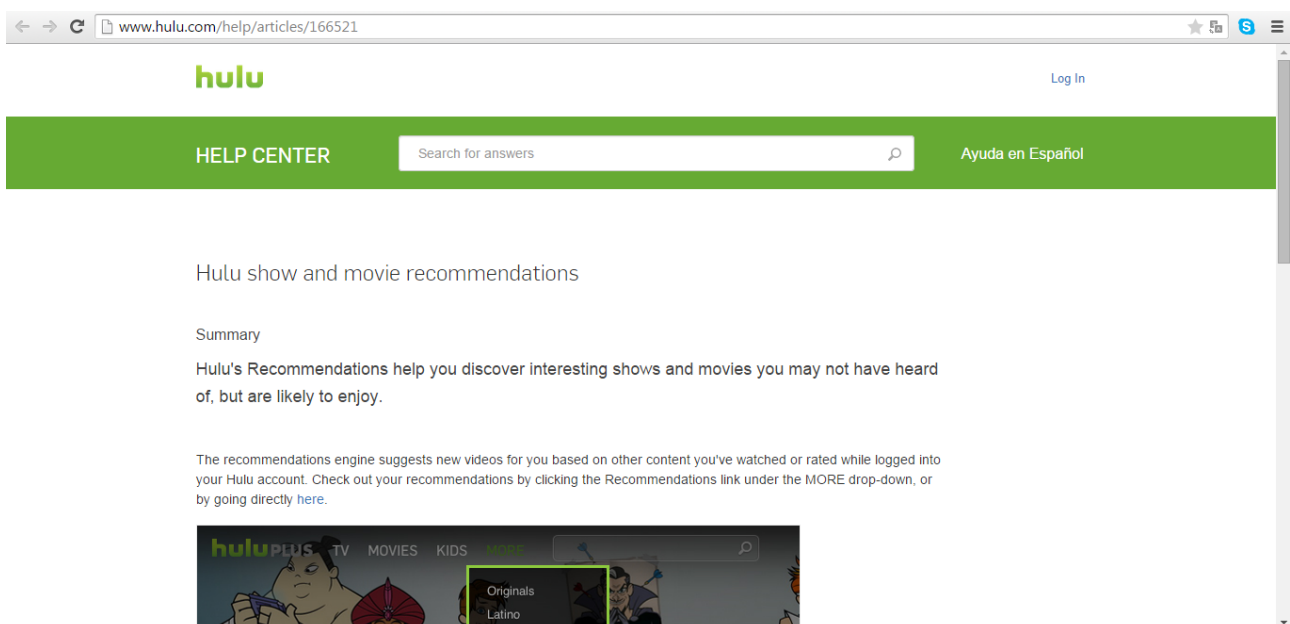 www.hulu.com/help/articles/166521
hulu
Log In
HELP CENTER
Search for answers
Ayuda en Español
Hulu show and movie recommendations
Summary
Hulu's Recommendations help you discover interesting shows and movies you may not have heard
of, but are likely to enjoy.
The recommendations engine suggests new videos for you based on other content you've watched or rated while logged into
your Hulu account. Check out your recommendations by clicking the Recommendations link under the MORE drop-down, or
by going directly here.
hulu PLUS TV MOVIES KIDS MORE
Originals
Latino